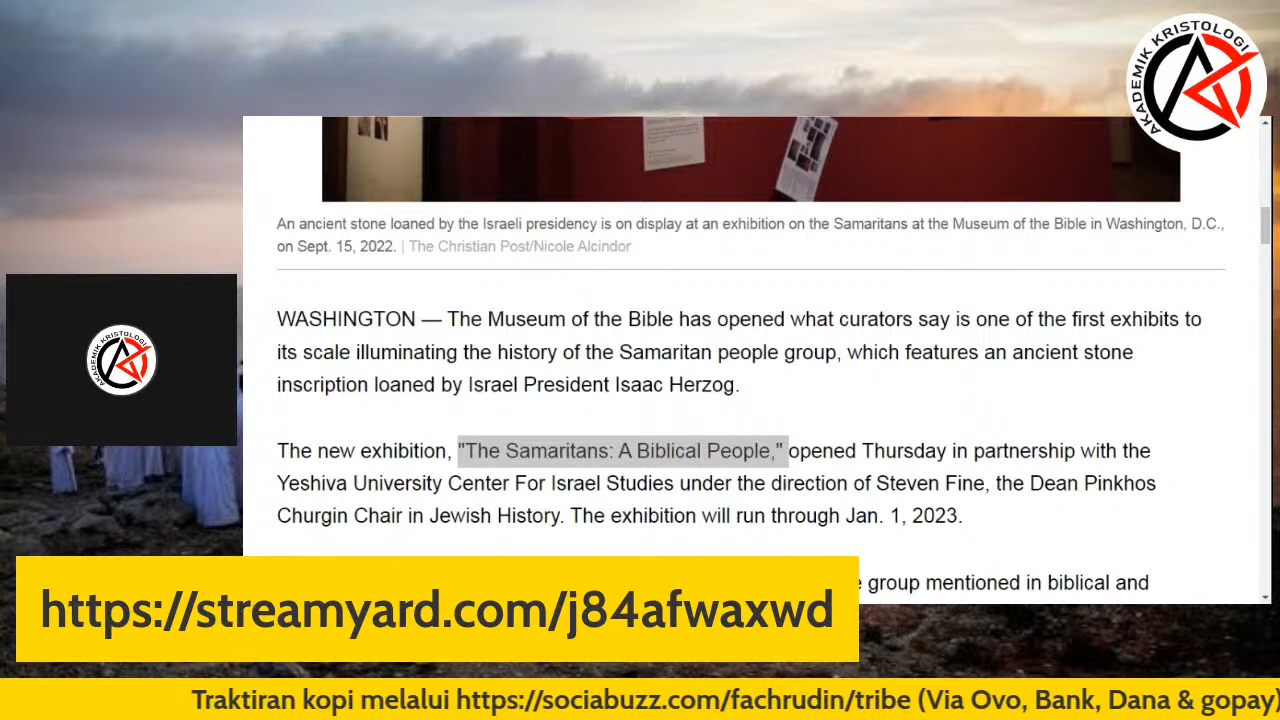 AKADEMIK KRISTOLOGI
An ancient stone loaned by the Israeli presidency is on display at an exhibition on the Samaritans at the Museum of the Bible in Washington, D.C.,
on Sept. 15, 2022. | The Christian Post/Nicole Alcindor
WASHINGTON — The Museum of the Bible has opened what curators say is one of the first exhibits to
its scale illuminating the history of the Samaritan people group, which features an ancient stone
inscription loaned by Israel President Isaac Herzog.
AKADEMIK KRISTOLOGI
The new exhibition, "The Samaritans: A Biblical People," opened Thursday in partnership with the
Yeshiva University Center For Israel Studies under the direction of Steven Fine, the Dean Pinkhos
Churgin Chair in Jewish History. The exhibition will run through Jan. 1, 2023.
group mentioned in biblical and
https://streamyard.com/j84afwaxwd
Traktiran kopi melalui https://sociabuzz.com/fachrudin/tribe (Via Ovo, Bank, Dana & gopay)